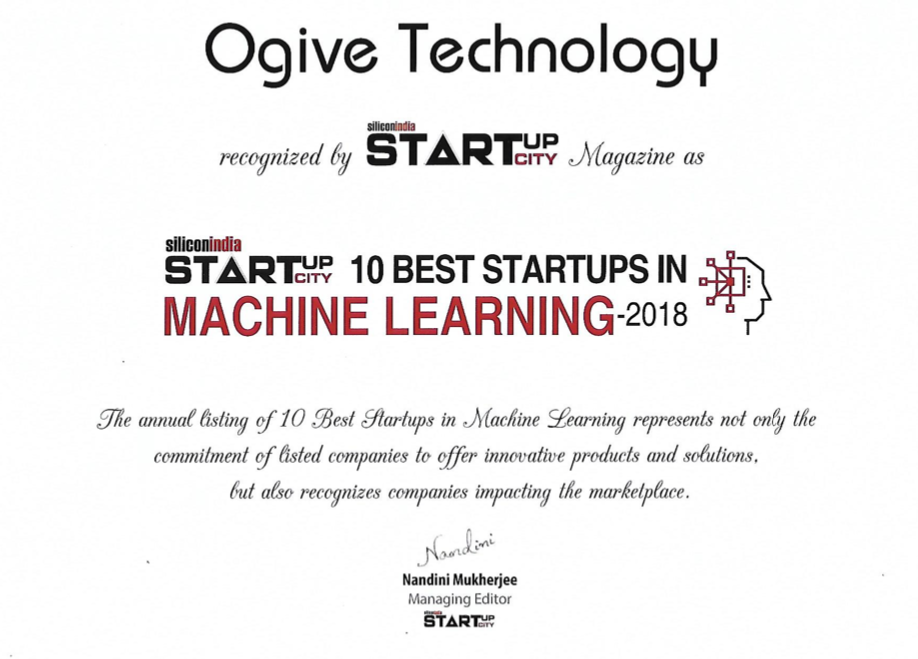 Ogive Technology
siliconindia
recognized by STARTUP CITY Magazine as
siliconindia
STARTUP CITY 10 BEST STARTUPS IN
MACHINE LEARNING-2018
The annual listing of 10 Best Startups in Machine Learning represents not only the
commitment of listed companies to offer innovative products and solutions,
but also recognizes companies impacting the marketplace.
Nandini
Nandini Mukherjee
Managing Editor
siliconindia
STARTUP CITY